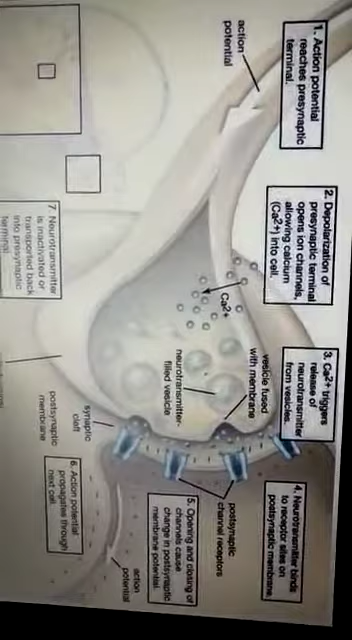 1. Action potential
reaches presynaptic
terminal.
action
potential
2. Depolarization of
presynaptic terminal
opens ion channels,
allowing calcium
(Ca2+) into cell.
Ca2+
3. Ca2+ triggers
release of
neurotransmitter
from vesicles.
vesicle fused
with membrane
neurotransmitter-
filled vesicle
4. Neurotransmitter binds
to receptor sites on
postsynaptic membrane.
postsynaptic
channel receptors
5. Opening and closing of
channels cause
change in postsynaptic
membrane potential.
action
potential
6. Action potential
propagates through
next cell.
synaptic
cleft
postsynaptic
membrane
7. Neurotransmitter
is inactivated or
transported back
into presynaptic
terminal.